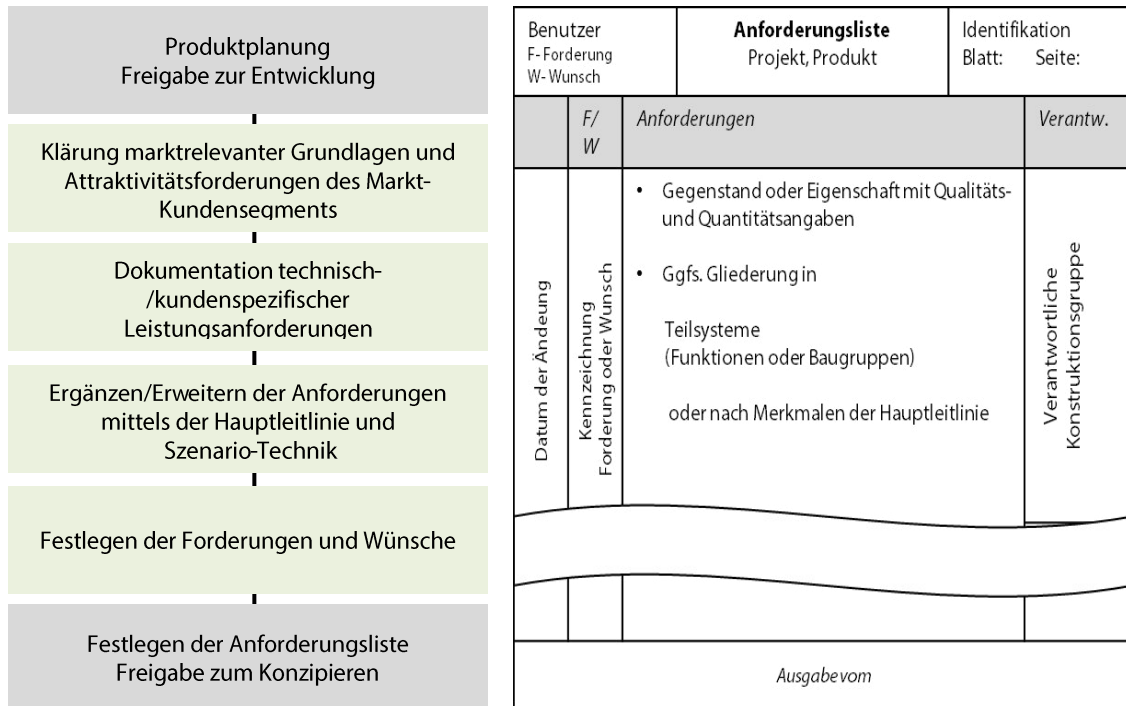 Produktplanung
Freigabe zur Entwicklung
Klärung marktrelevanter Grundlagen und
Attraktivitätsforderungen des Markt-
Kundensegments
Dokumentation technisch-
/kundenspezifischer
Leistungsanforderungen
Ergänzen/Erweitern der Anforderungen
mittels der Hauptleitlinie und
Szenario-Technik
Festlegen der Forderungen und Wünsche
Festlegen der Anforderungsliste
Freigabe zum Konzipieren
Benutzer
F- Forderung
W- Wunsch
Anforderungsliste
Projekt, Produkt
Identifikation
Blatt: Seite:
F/
W
Anforderungen
Verantw.
Datum der Ändeung
Kennzeichnung
Forderung oder Wunsch
• Gegenstand oder Eigenschaft mit Qualitäts-
und Quantitätsangaben
• Ggfs. Gliederung in
Teilsysteme
(Funktionen oder Baugruppen)
oder nach Merkmalen der Hauptleitlinie
Verantwortliche
Konstruktionsgruppe
Ausgabe vom